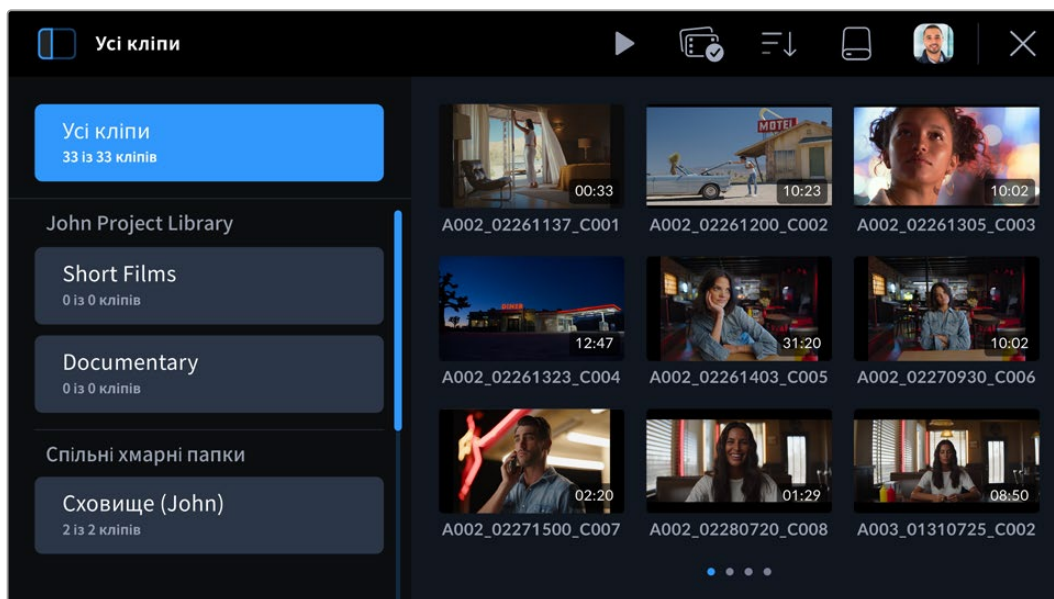 Усі кліпи
Усі кліпи
33 із 33 кліпів
John Project Library
Short Films
0 із 0 кліпів
Documentary
0 із 0 кліпів
Спільні хмарні папки
Сховище (John)
2 із 2 кліпів
MOTEL
00:33
10:23
10:02
A002_02261137_C001
A002_02261200_C002
A002_02261305_C003
DINER
12:47
31:20
10:02
A002_02261323_C004
A002_02261403_C005
A002_02270930_C006
02:20
01:29
08:50
A002_02271500_C007
A002_02280720_C008
A003_01310725_C002